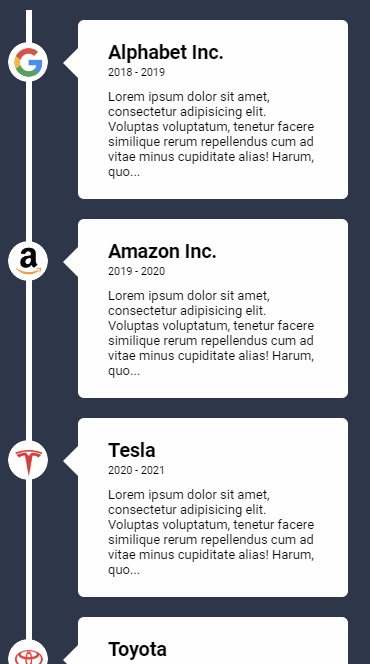 Alphabet Inc.
2018 - 2019
Lorem ipsum dolor sit amet,
consectetur adipisicing elit.
Voluptas voluptatum, tenetur facere
similique rerum repellendus cum ad
vitae minus cupiditate alias! Harum,
quo...
a
Amazon Inc.
2019 - 2020
Lorem ipsum dolor sit amet,
consectetur adipisicing elit.
Voluptas voluptatum, tenetur facere
similique rerum repellendus cum ad
vitae minus cupiditate alias! Harum,
quo...
Tesla
2020 - 2021
Lorem ipsum dolor sit amet,
consectetur adipisicing elit.
Voluptas voluptatum, tenetur facere
similique rerum repellendus cum ad
vitae minus cupiditate alias! Harum,
quo...
Toyota